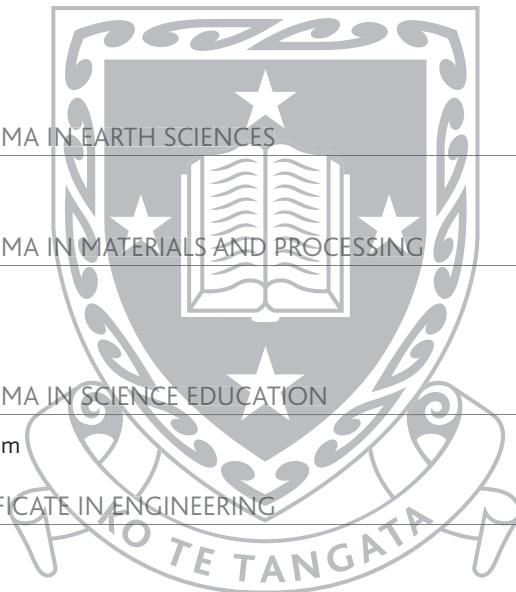 MA IN EARTH SCIENCES
MA IN MATERIALS AND PROCESSING
MA IN SCIENCE EDUCATION
m
FICATE IN ENGINEERING
KO TE TANGATA